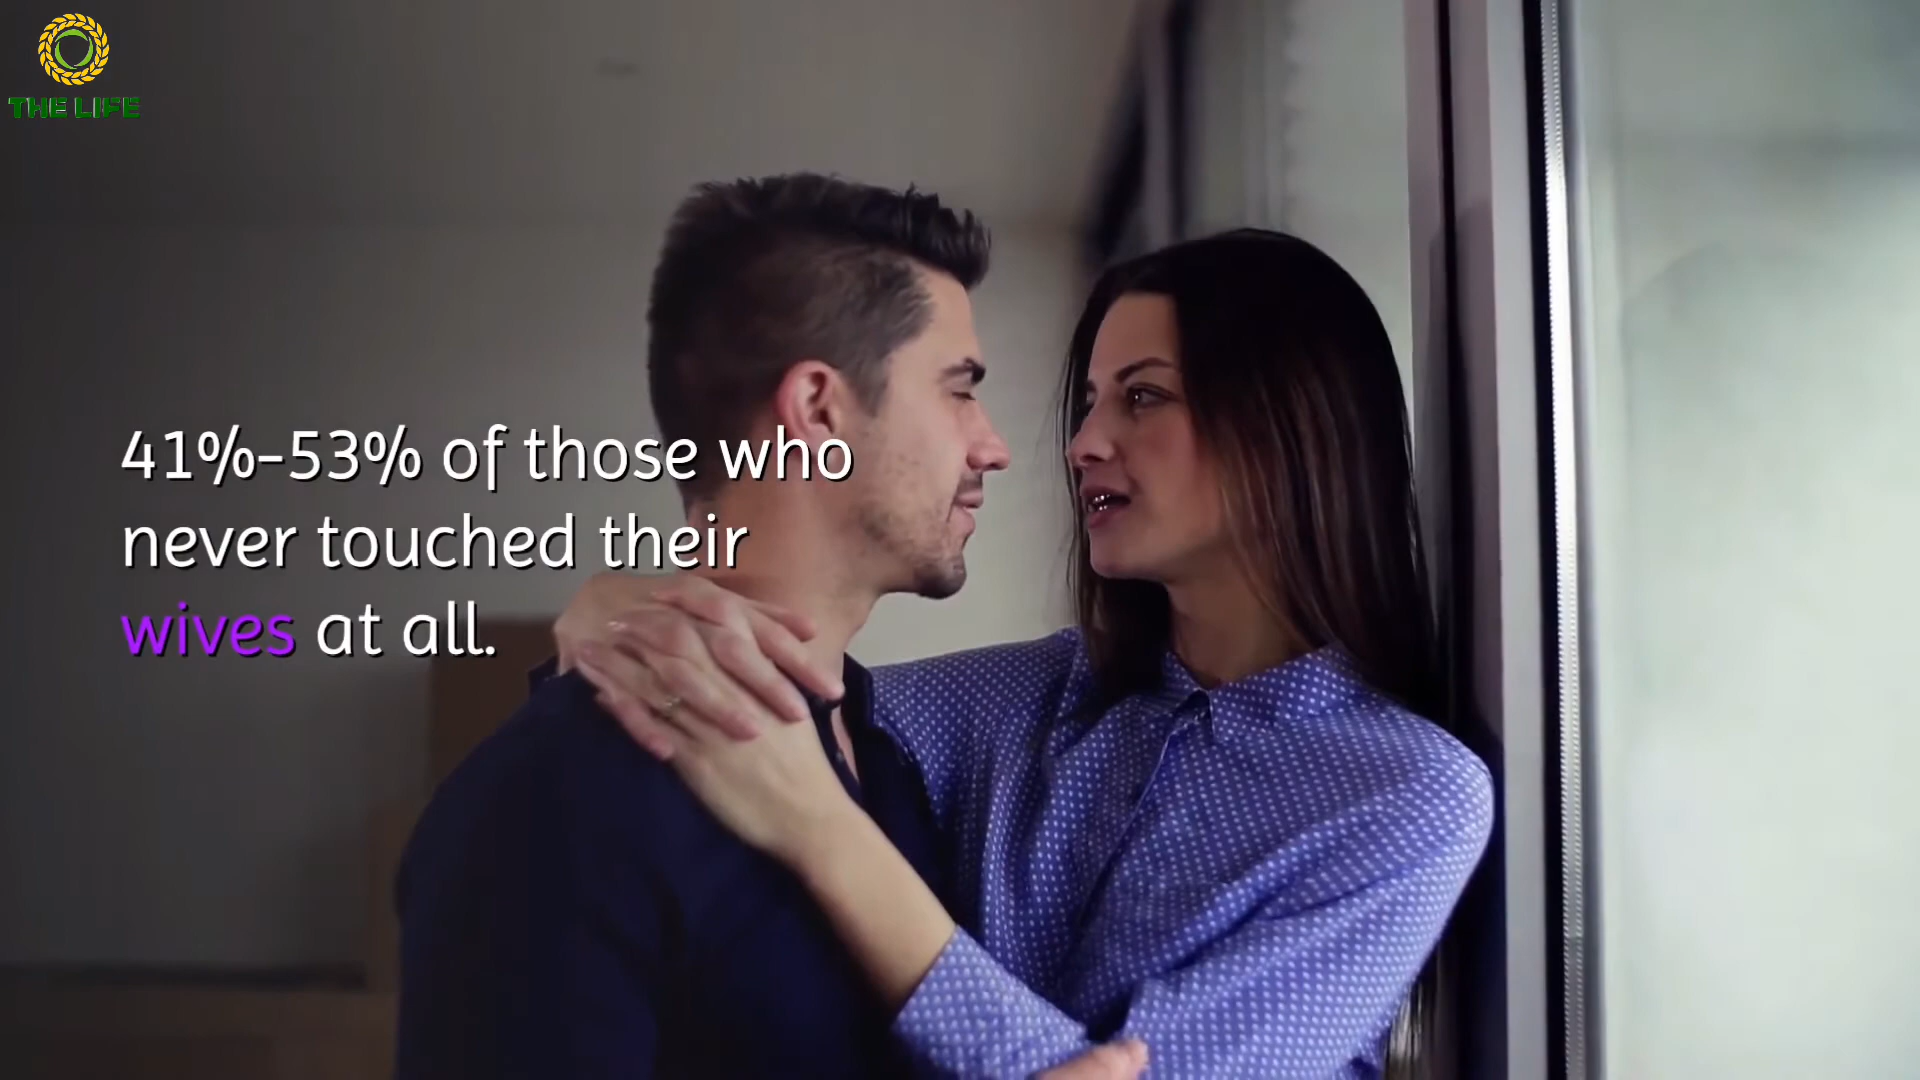 THE LIFE
41%-53% of those who
never touched their
wives at all.